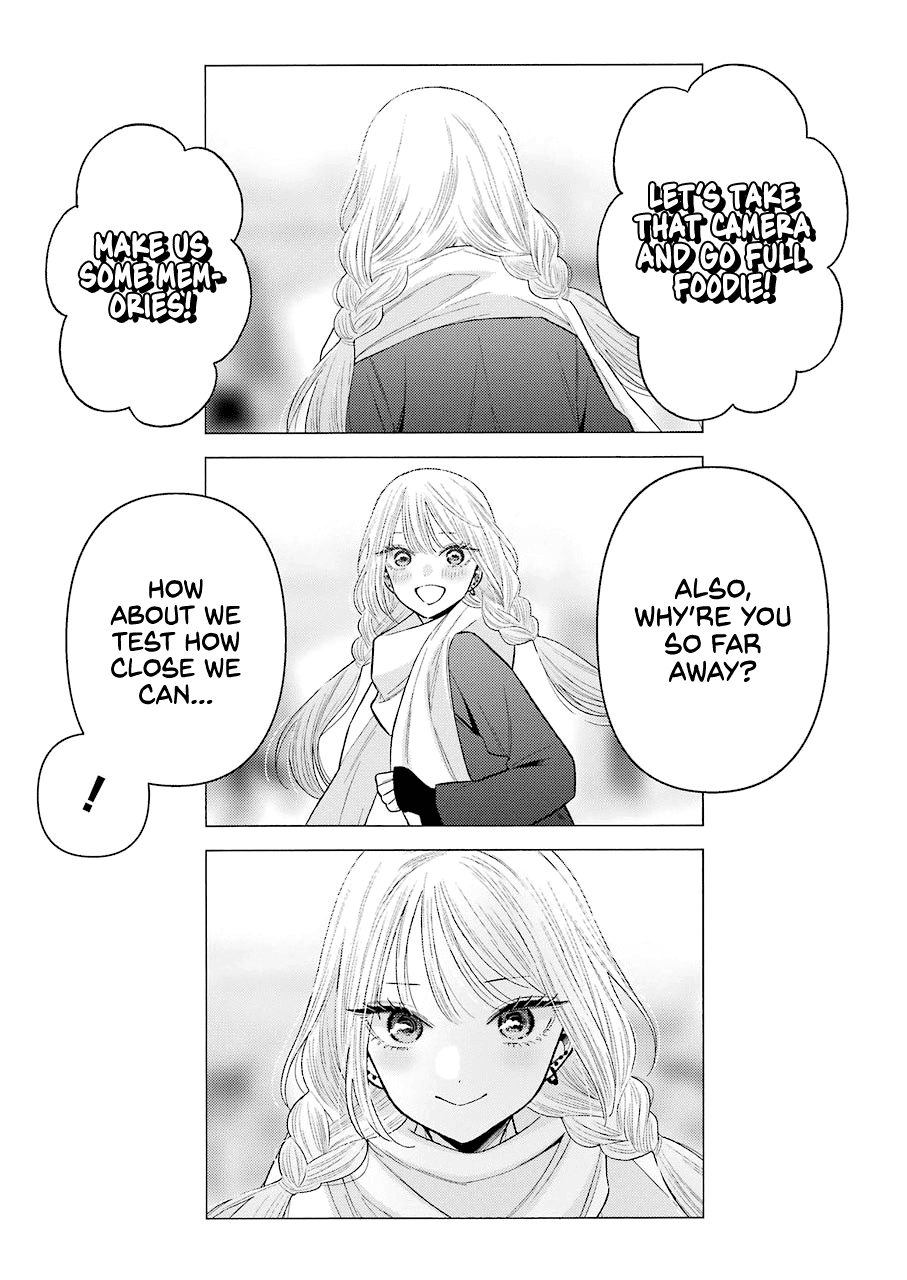 LET'S TAKE
THAT CAMERA
AND GO FULL
FOODIE!
MAKE US
SOME MEM-
ORIES!
ALSO,
WHY'RE YOU
SO FAR
AWAY?
HOW
ABOUT WE
TEST HOW
CLOSE WE
CAN...
!